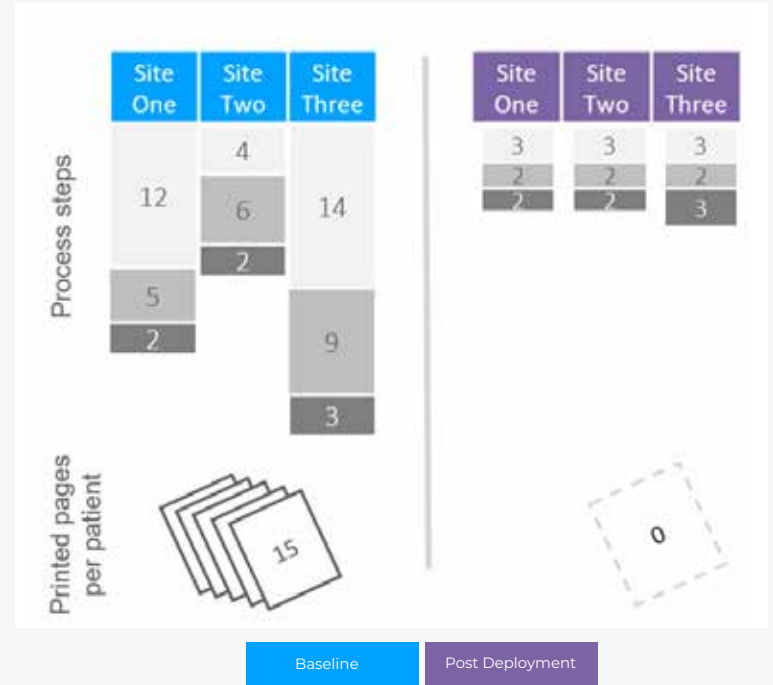 Site One
Site Two
Site Three
12
5
2
4
6
2
14
9
3
Process steps
Site One
Site Two
Site Three
3
2
2
3
2
2
3
2
3
Printed pages
per patient
15
0
Baseline
Post Deployment